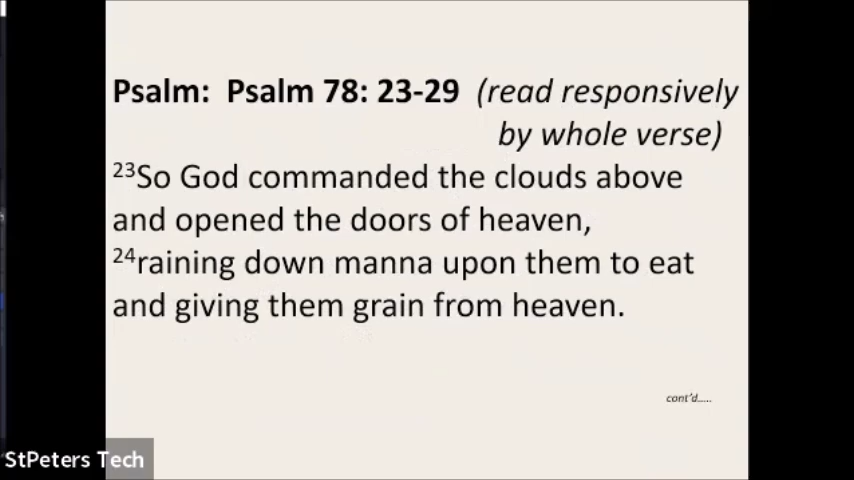 Psalm:  Psalm 78: 23-29  (read responsively
by whole verse)
²³So God commanded the clouds above
and opened the doors of heaven,
²⁴raining down manna upon them to eat
and giving them grain from heaven.
cont'd.....
StPeters Tech